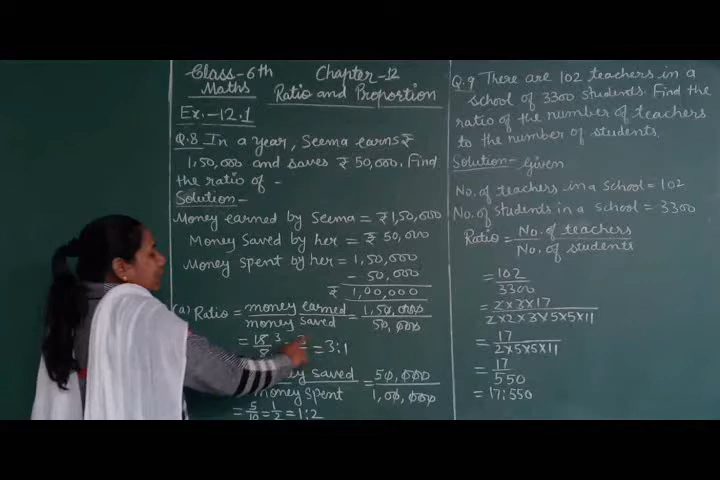 Class-6th Chapter-12
Maths Ratio and Proportion
Ex.-12.1
Q.8 In a year, Seema earns ₹
1,50,000 and saves ₹ 50,000. Find
the ratio of -
Solution-
Money earned by Seema = ₹1,50,000
Money saved by her = ₹ 50,000
Money spent by her = 1,50,000
- 50,000
₹ 1,00,000
(a) Ratio = money earned / money saved = 1,50,000 / 50,000
= 3:1
money saved / money spent = 50,000 / 1,00,000
= 5/10 = 1/2 = 1:2
Q.9 There are 102 teachers in a
school of 3300 students. Find the
ratio of the number of teachers
to the number of students.
Solution- given
No. of teachers in a school = 102
No. of students in a school = 3300
Ratio = No. of teachers / No. of students
= 102 / 3300
= 2×3×17 / 2×2×3×5×5×11
= 17 / 2×5×5×11
= 17 / 550
= 17:550